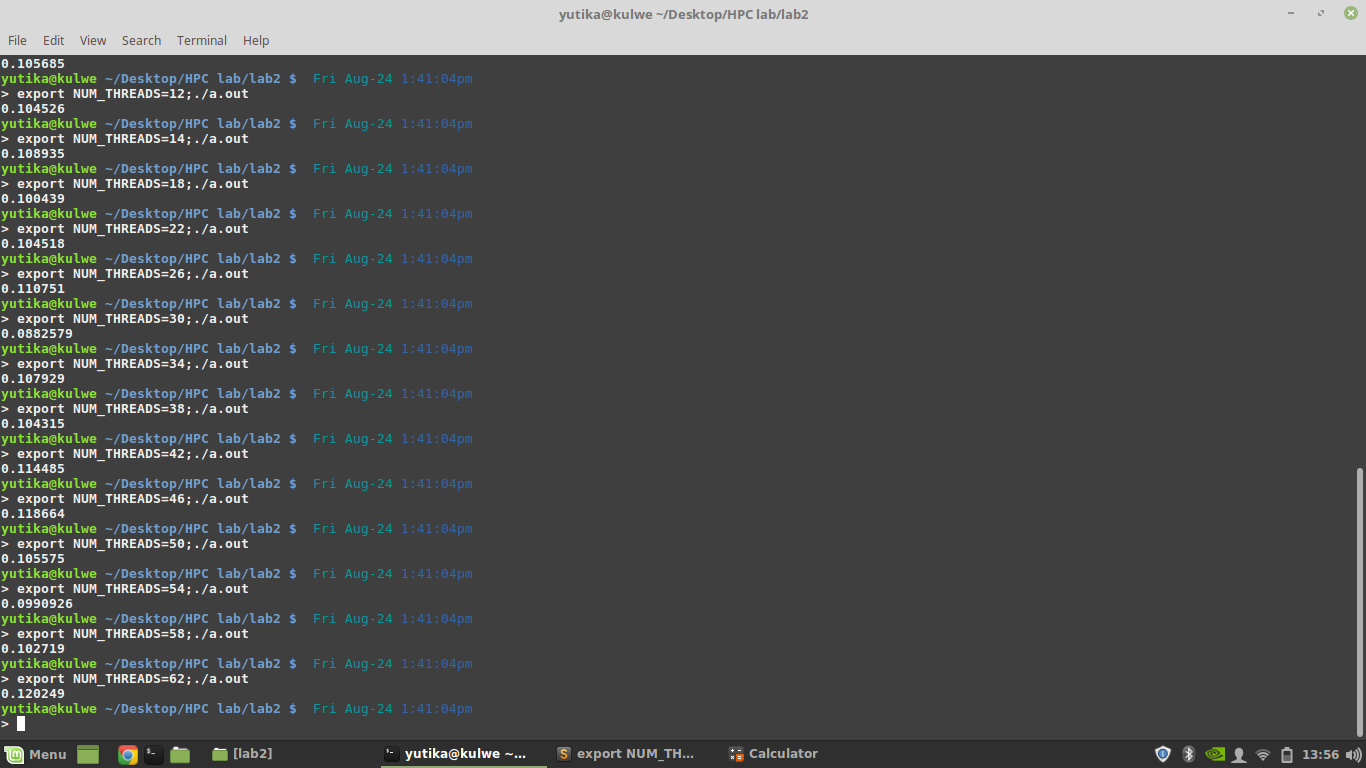 yutika@kulwe ~/Desktop/HPC lab/lab2
File Edit View Search Terminal Help
0.105685
yutika@kulwe ~/Desktop/HPC lab/lab2 $ Fri Aug-24 1:41:04pm
> export NUM_THREADS=12;./a.out
0.104526
yutika@kulwe ~/Desktop/HPC lab/lab2 $ Fri Aug-24 1:41:04pm
> export NUM_THREADS=14;./a.out
0.108935
yutika@kulwe ~/Desktop/HPC lab/lab2 $ Fri Aug-24 1:41:04pm
> export NUM_THREADS=18;./a.out
0.100439
yutika@kulwe ~/Desktop/HPC lab/lab2 $ Fri Aug-24 1:41:04pm
> export NUM_THREADS=22;./a.out
0.104518
yutika@kulwe ~/Desktop/HPC lab/lab2 $ Fri Aug-24 1:41:04pm
> export NUM_THREADS=26;./a.out
0.110751
yutika@kulwe ~/Desktop/HPC lab/lab2 $ Fri Aug-24 1:41:04pm
> export NUM_THREADS=30;./a.out
0.0882579
yutika@kulwe ~/Desktop/HPC lab/lab2 $ Fri Aug-24 1:41:04pm
> export NUM_THREADS=34;./a.out
0.107929
yutika@kulwe ~/Desktop/HPC lab/lab2 $ Fri Aug-24 1:41:04pm
> export NUM_THREADS=38;./a.out
0.104315
yutika@kulwe ~/Desktop/HPC lab/lab2 $ Fri Aug-24 1:41:04pm
> export NUM_THREADS=42;./a.out
0.114485
yutika@kulwe ~/Desktop/HPC lab/lab2 $ Fri Aug-24 1:41:04pm
> export NUM_THREADS=46;./a.out
0.118664
yutika@kulwe ~/Desktop/HPC lab/lab2 $ Fri Aug-24 1:41:04pm
> export NUM_THREADS=50;./a.out
0.105575
yutika@kulwe ~/Desktop/HPC lab/lab2 $ Fri Aug-24 1:41:04pm
> export NUM_THREADS=54;./a.out
0.0990926
yutika@kulwe ~/Desktop/HPC lab/lab2 $ Fri Aug-24 1:41:04pm
> export NUM_THREADS=58;./a.out
0.102719
yutika@kulwe ~/Desktop/HPC lab/lab2 $ Fri Aug-24 1:41:04pm
> export NUM_THREADS=62;./a.out
0.120249
yutika@kulwe ~/Desktop/HPC lab/lab2 $ Fri Aug-24 1:41:04pm
>
Menu [lab2] yutika@kulwe ~... export NUM_TH... Calculator 13:56